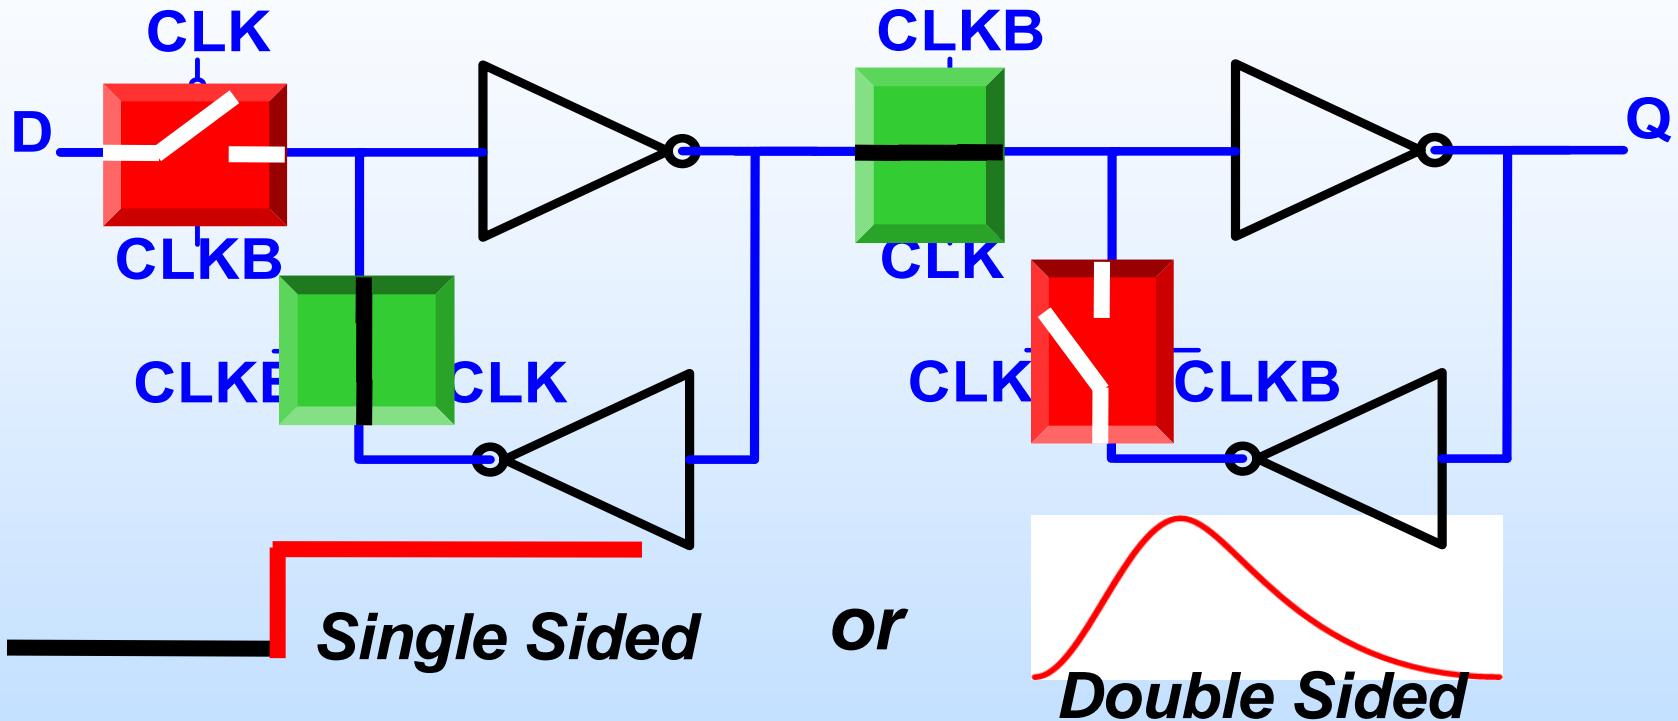 CLK
CLKB
D
Q
CLKB
CLK
CLKB
CLK
CLK
CLKB
Single Sided
or
Double Sided